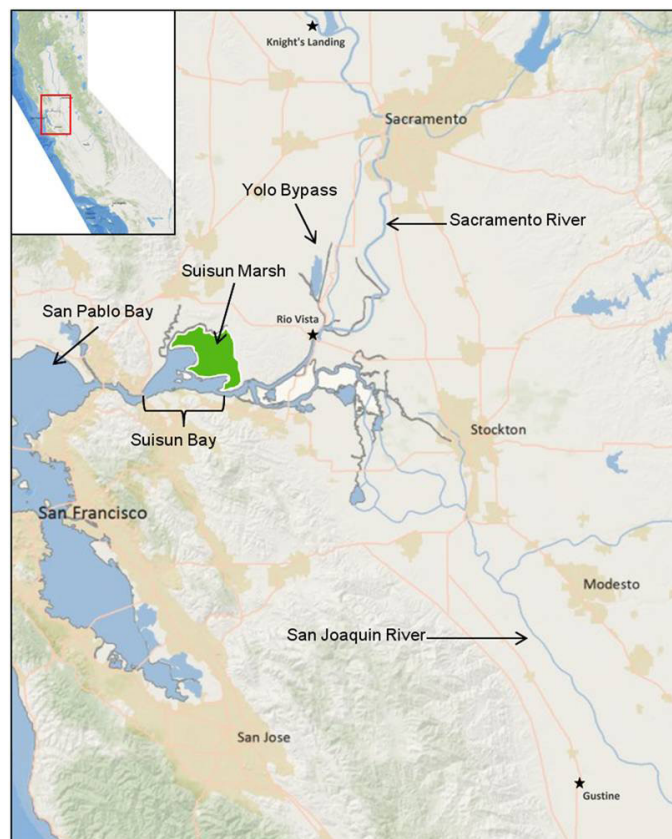 Knight's Landing
Sacramento
Yolo Bypass
Sacramento River
Suisun Marsh
San Pablo Bay
Rio Vista
Suisun Bay
Stockton
San Francisco
Modesto
San Joaquin River
San Jose
Gustine